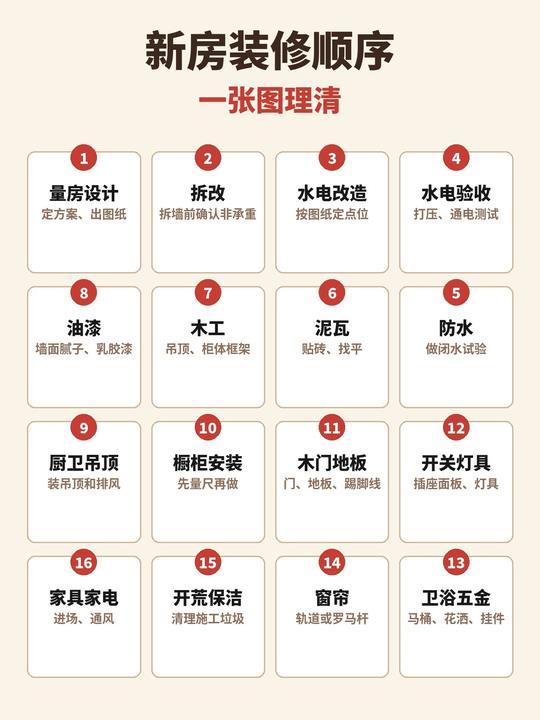 新房装修顺序
一张图理清
1
量房设计
定方案、出图纸
2
拆改
拆墙前确认非承重
3
水电改造
按图纸定点位
4
水电验收
打压、通电测试
5
防水
做闭水试验
6
泥瓦
贴砖、找平
7
木工
吊顶、柜体框架
8
油漆
墙面腻子、乳胶漆
9
厨卫吊顶
装吊顶和排风
10
橱柜安装
先量尺再做
11
木门地板
门、地板、踢脚线
12
开关灯具
插座面板、灯具
13
卫浴五金
马桶、花洒、挂件
14
窗帘
轨道或罗马杆
15
开荒保洁
清理施工垃圾
16
家具家电
进场、通风